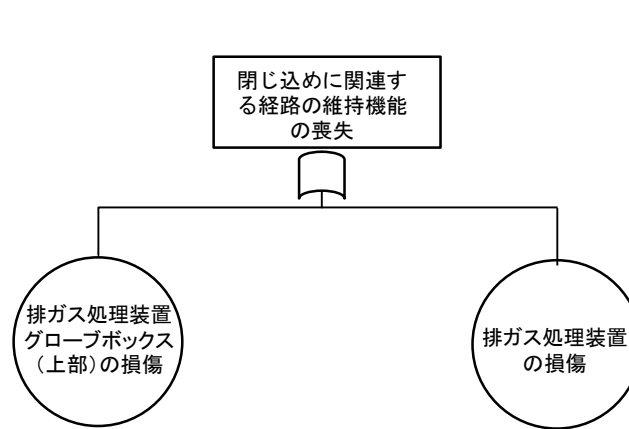 閉じ込めに関連す
る経路の維持機能
の喪失
排ガス処理装置
グローブボックス
（上部）の損傷
排ガス処理装置
の損傷